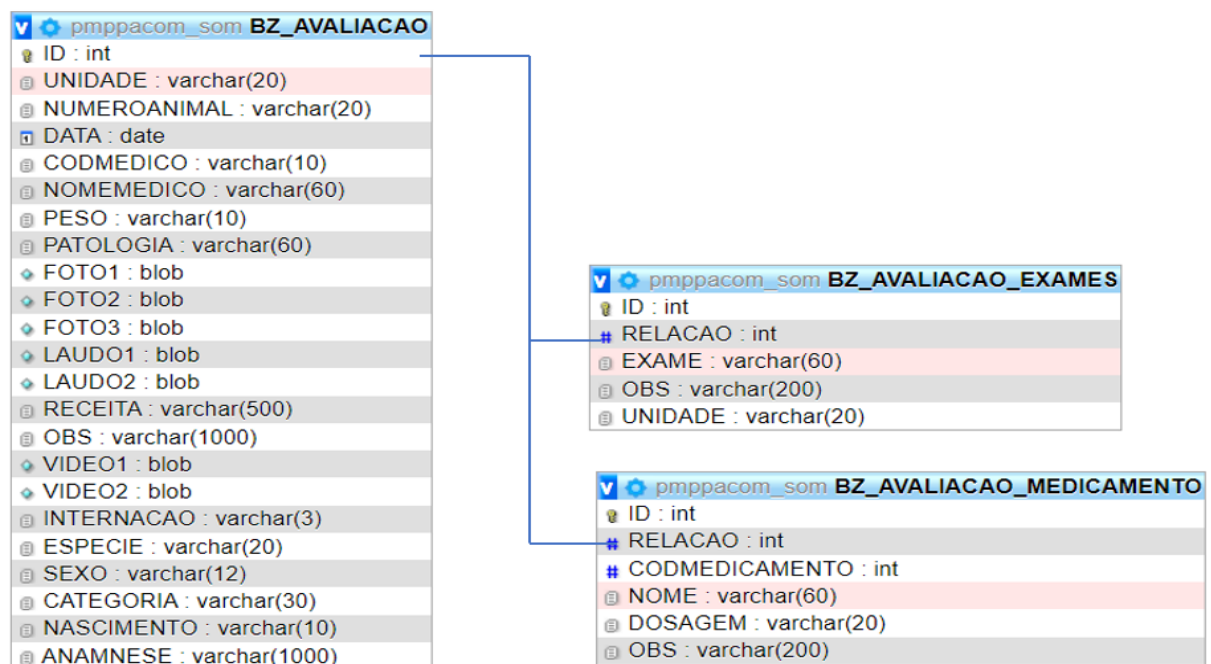 pmppacom_som BZ_AVALIACAO
ID : int
UNIDADE : varchar(20)
NUMEROANIMAL : varchar(20)
DATA : date
CODMEDICO : varchar(10)
NOMEMEDICO : varchar(60)
PESO : varchar(10)
PATOLOGIA : varchar(60)
FOTO1 : blob
FOTO2 : blob
FOTO3 : blob
LAUDO1 : blob
LAUDO2 : blob
RECEITA : varchar(500)
OBS : varchar(1000)
VIDEO1 : blob
VIDEO2 : blob
INTERNACAO : varchar(3)
ESPECIE : varchar(20)
SEXO : varchar(12)
CATEGORIA : varchar(30)
NASCIMENTO : varchar(10)
ANAMNESE : varchar(1000)
pmppacom_som BZ_AVALIACAO_EXAMES
ID : int
# RELACAO : int
EXAME : varchar(60)
OBS : varchar(200)
UNIDADE : varchar(20)
pmppacom_som BZ_AVALIACAO_MEDICAMENTO
ID : int
# RELACAO : int
# CODMEDICAMENTO : int
NOME : varchar(60)
DOSAGEM : varchar(20)
OBS : varchar(200)